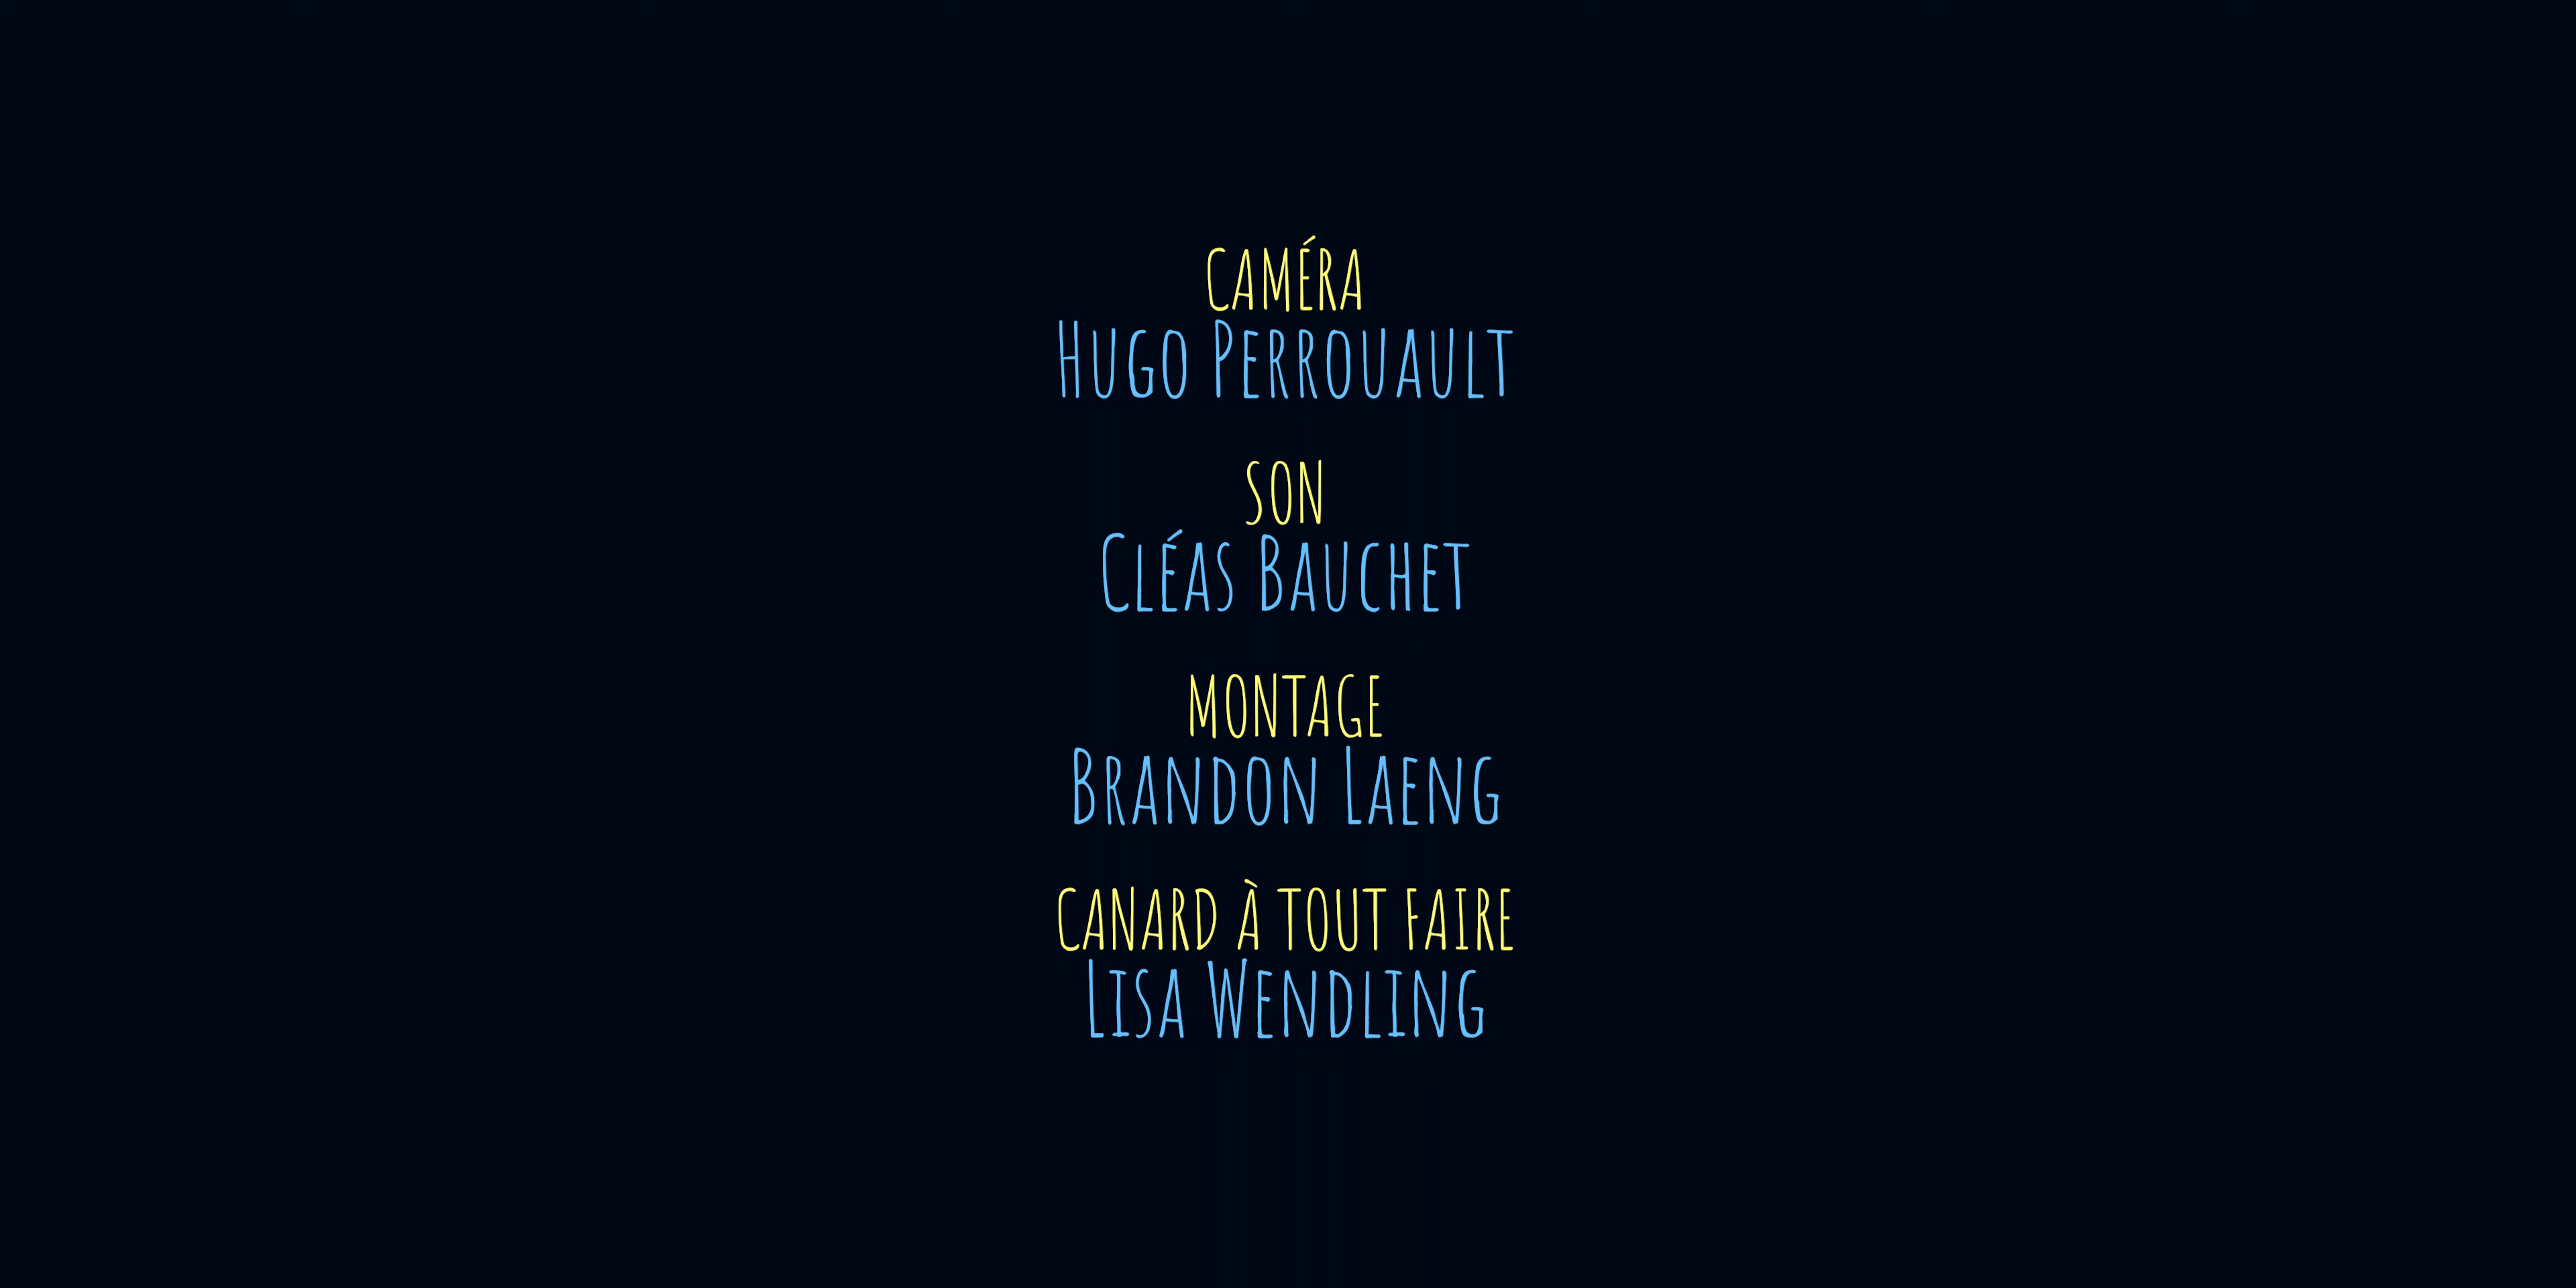 CAMÉRA
HUGO PERROUAULT
SON
CLÉAS BAUCHET
MONTAGE
BRANDON LAENG
CANARD À TOUT FAIRE
LISA WENDLING